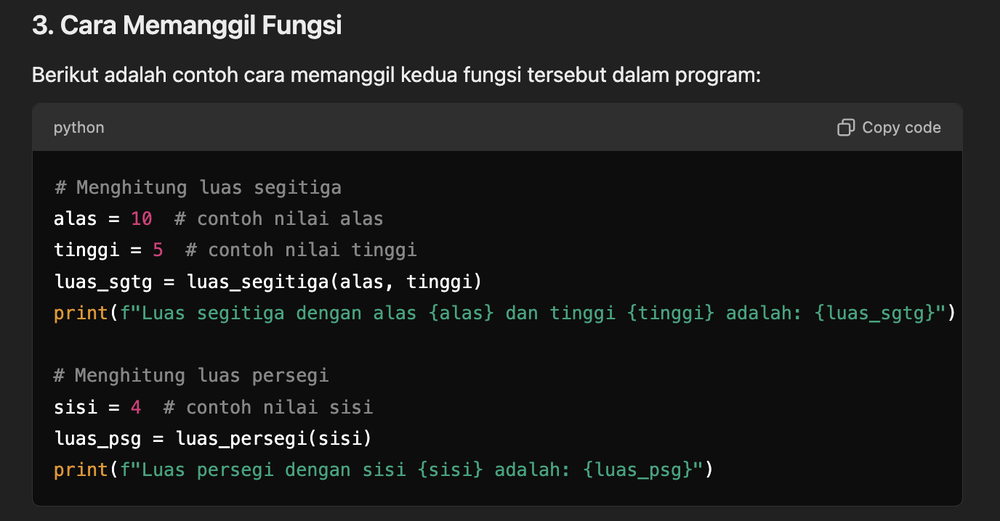 3. Cara Memanggil Fungsi
Berikut adalah contoh cara memanggil kedua fungsi tersebut dalam program:
python
Copy code
# Menghitung luas segitiga
alas = 10  # contoh nilai alas
tinggi = 5  # contoh nilai tinggi
luas_sgtg = luas_segitiga(alas, tinggi)
print(f"Luas segitiga dengan alas {alas} dan tinggi {tinggi} adalah: {luas_sgtg}")
# Menghitung luas persegi
sisi = 4  # contoh nilai sisi
luas_psg = luas_persegi(sisi)
print(f"Luas persegi dengan sisi {sisi} adalah: {luas_psg}")